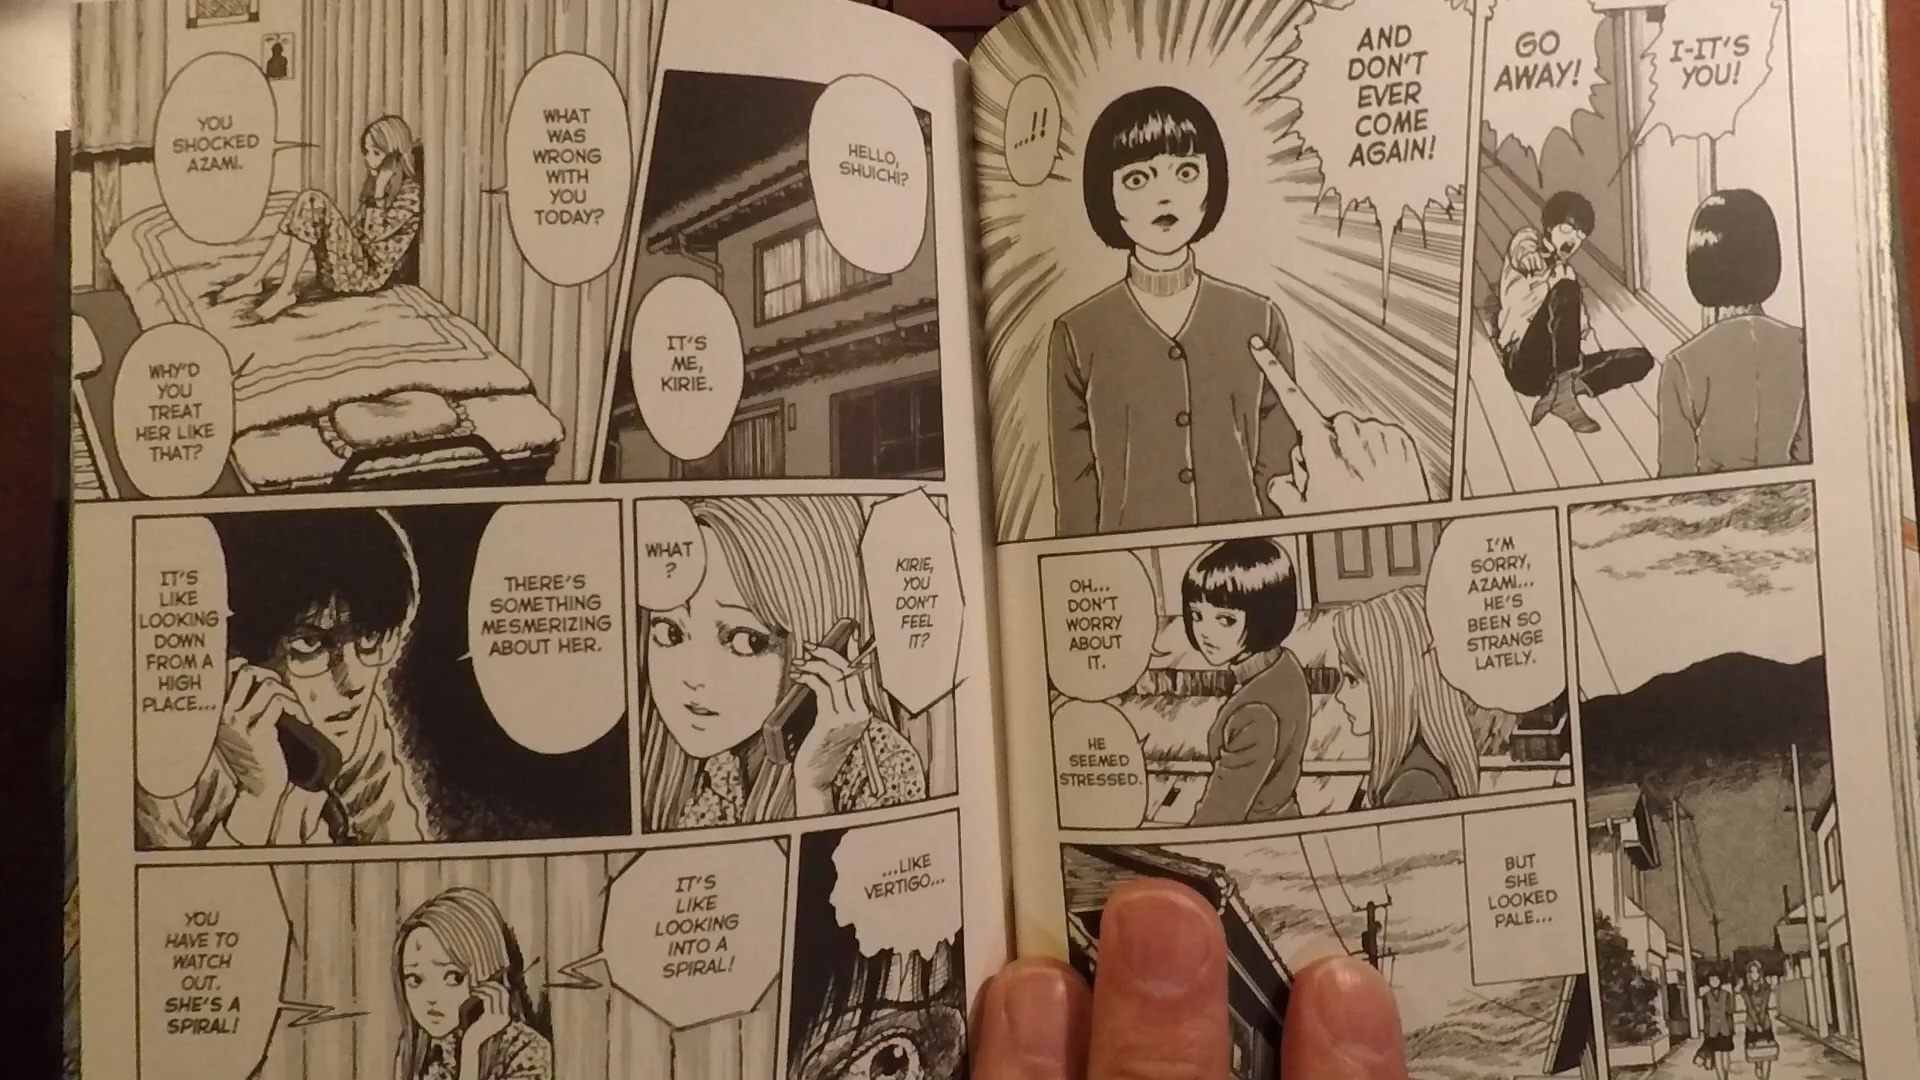 I-IT'S
YOU!
GO
AWAY!
AND
DON'T
EVER
COME
AGAIN!
...!!
I'M
SORRY,
AZAMI...
HE'S
BEEN SO
STRANGE
LATELY.
OH...
DON'T
WORRY
ABOUT
IT.
HE
SEEMED
STRESSED.
BUT
SHE
LOOKED
PALE...
HELLO,
SHUICHI?
IT'S
ME,
KIRIE.
WHAT
WAS
WRONG
WITH
YOU
TODAY?
YOU
SHOCKED
AZAMI.
WHY'D
YOU
TREAT
HER LIKE
THAT?
KIRIE,
YOU
DON'T
FEEL
IT?
WHAT
?
THERE'S
SOMETHING
MESMERIZING
ABOUT HER.
IT'S
LIKE
LOOKING
DOWN
FROM A
HIGH
PLACE...
...LIKE
VERTIGO...
IT'S
LIKE
LOOKING
INTO A
SPIRAL!
YOU
HAVE TO
WATCH
OUT.
SHE'S A
SPIRAL!